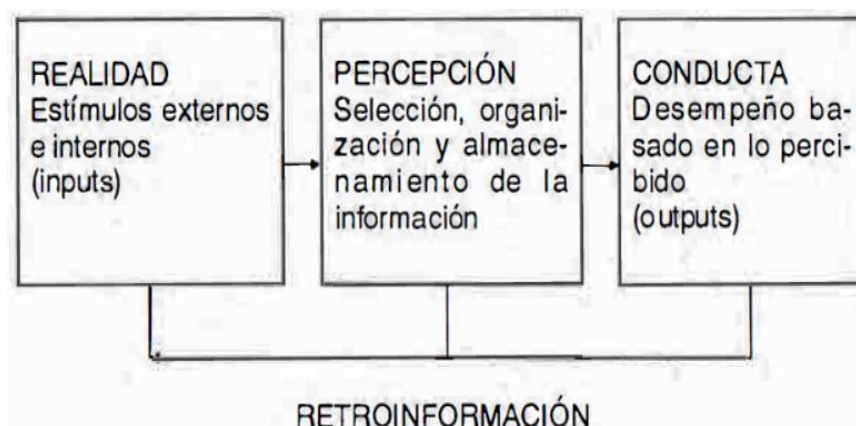 REALIDAD
Estímulos externos
e internos
(inputs)
PERCEPCIÓN
Selección, organi-
zación y almace-
namiento de la
información
CONDUCTA
Desempeño ba-
sado en lo perci-
bido
(outputs)
RETROINFORMACIÓN